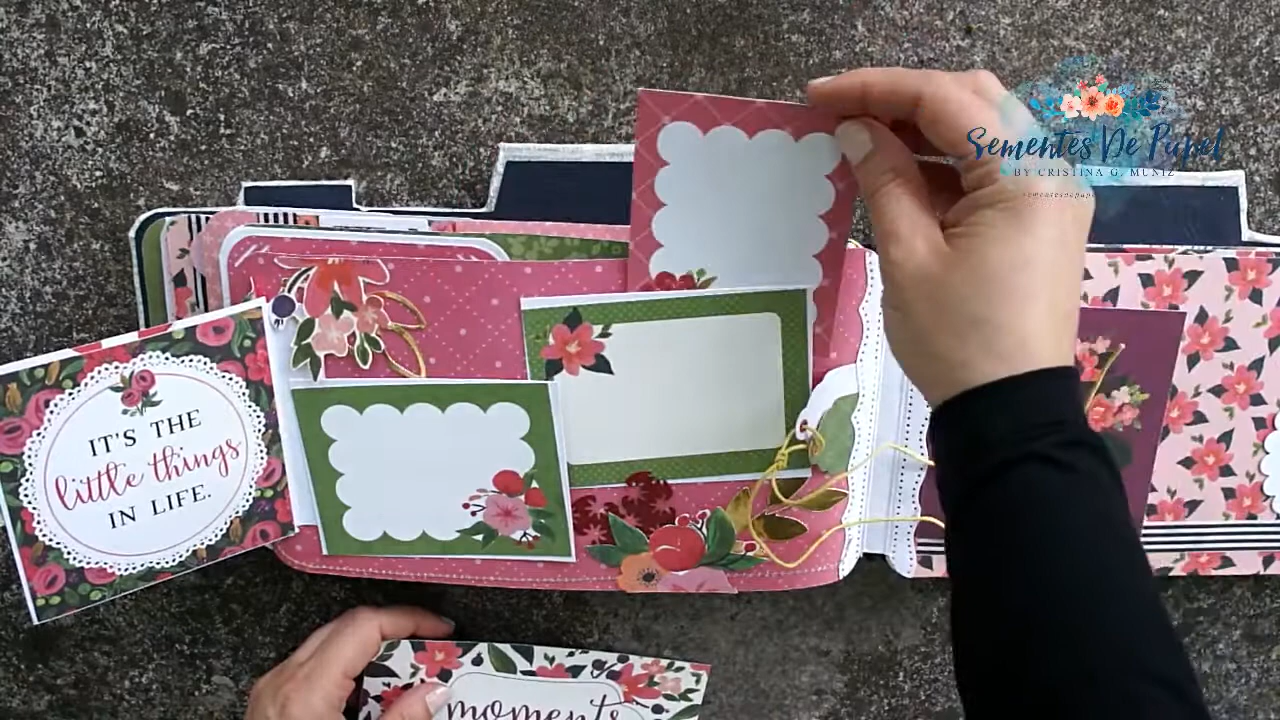 Sementes De Papel
BY CRISTINA G. MUNIZ
IT'S THE
little things
IN LIFE.
moments